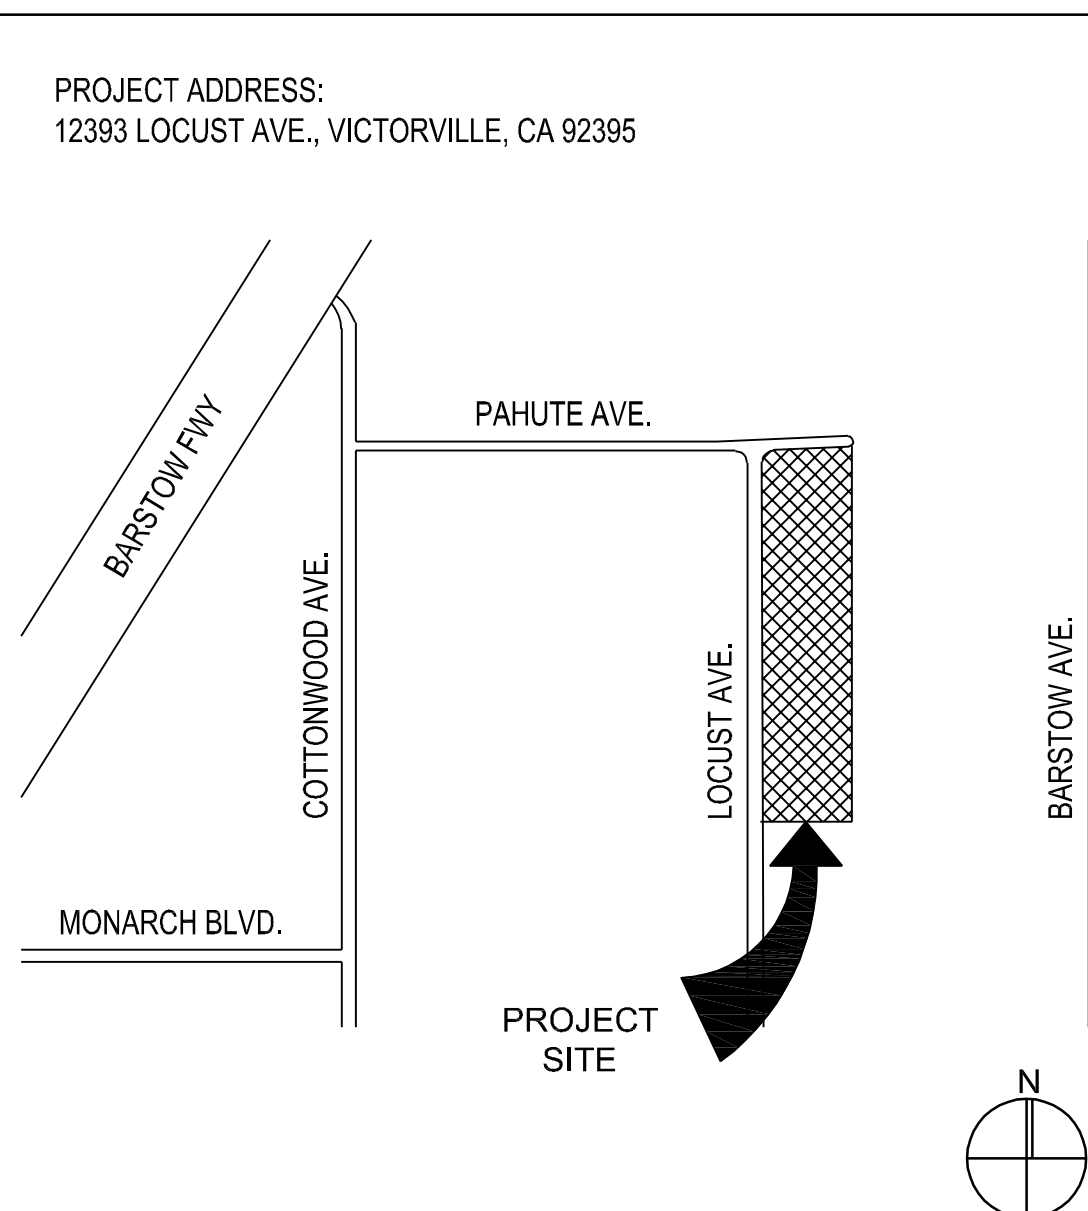 PROJECT ADDRESS:
12393 LOCUST AVE., VICTORVILLE, CA 92395
PAHUTE AVE.
BARSTOW FWY
COTTONWOOD AVE.
LOCUST AVE.
BARSTOW AVE.
MONARCH BLVD.
PROJECT
SITE
N